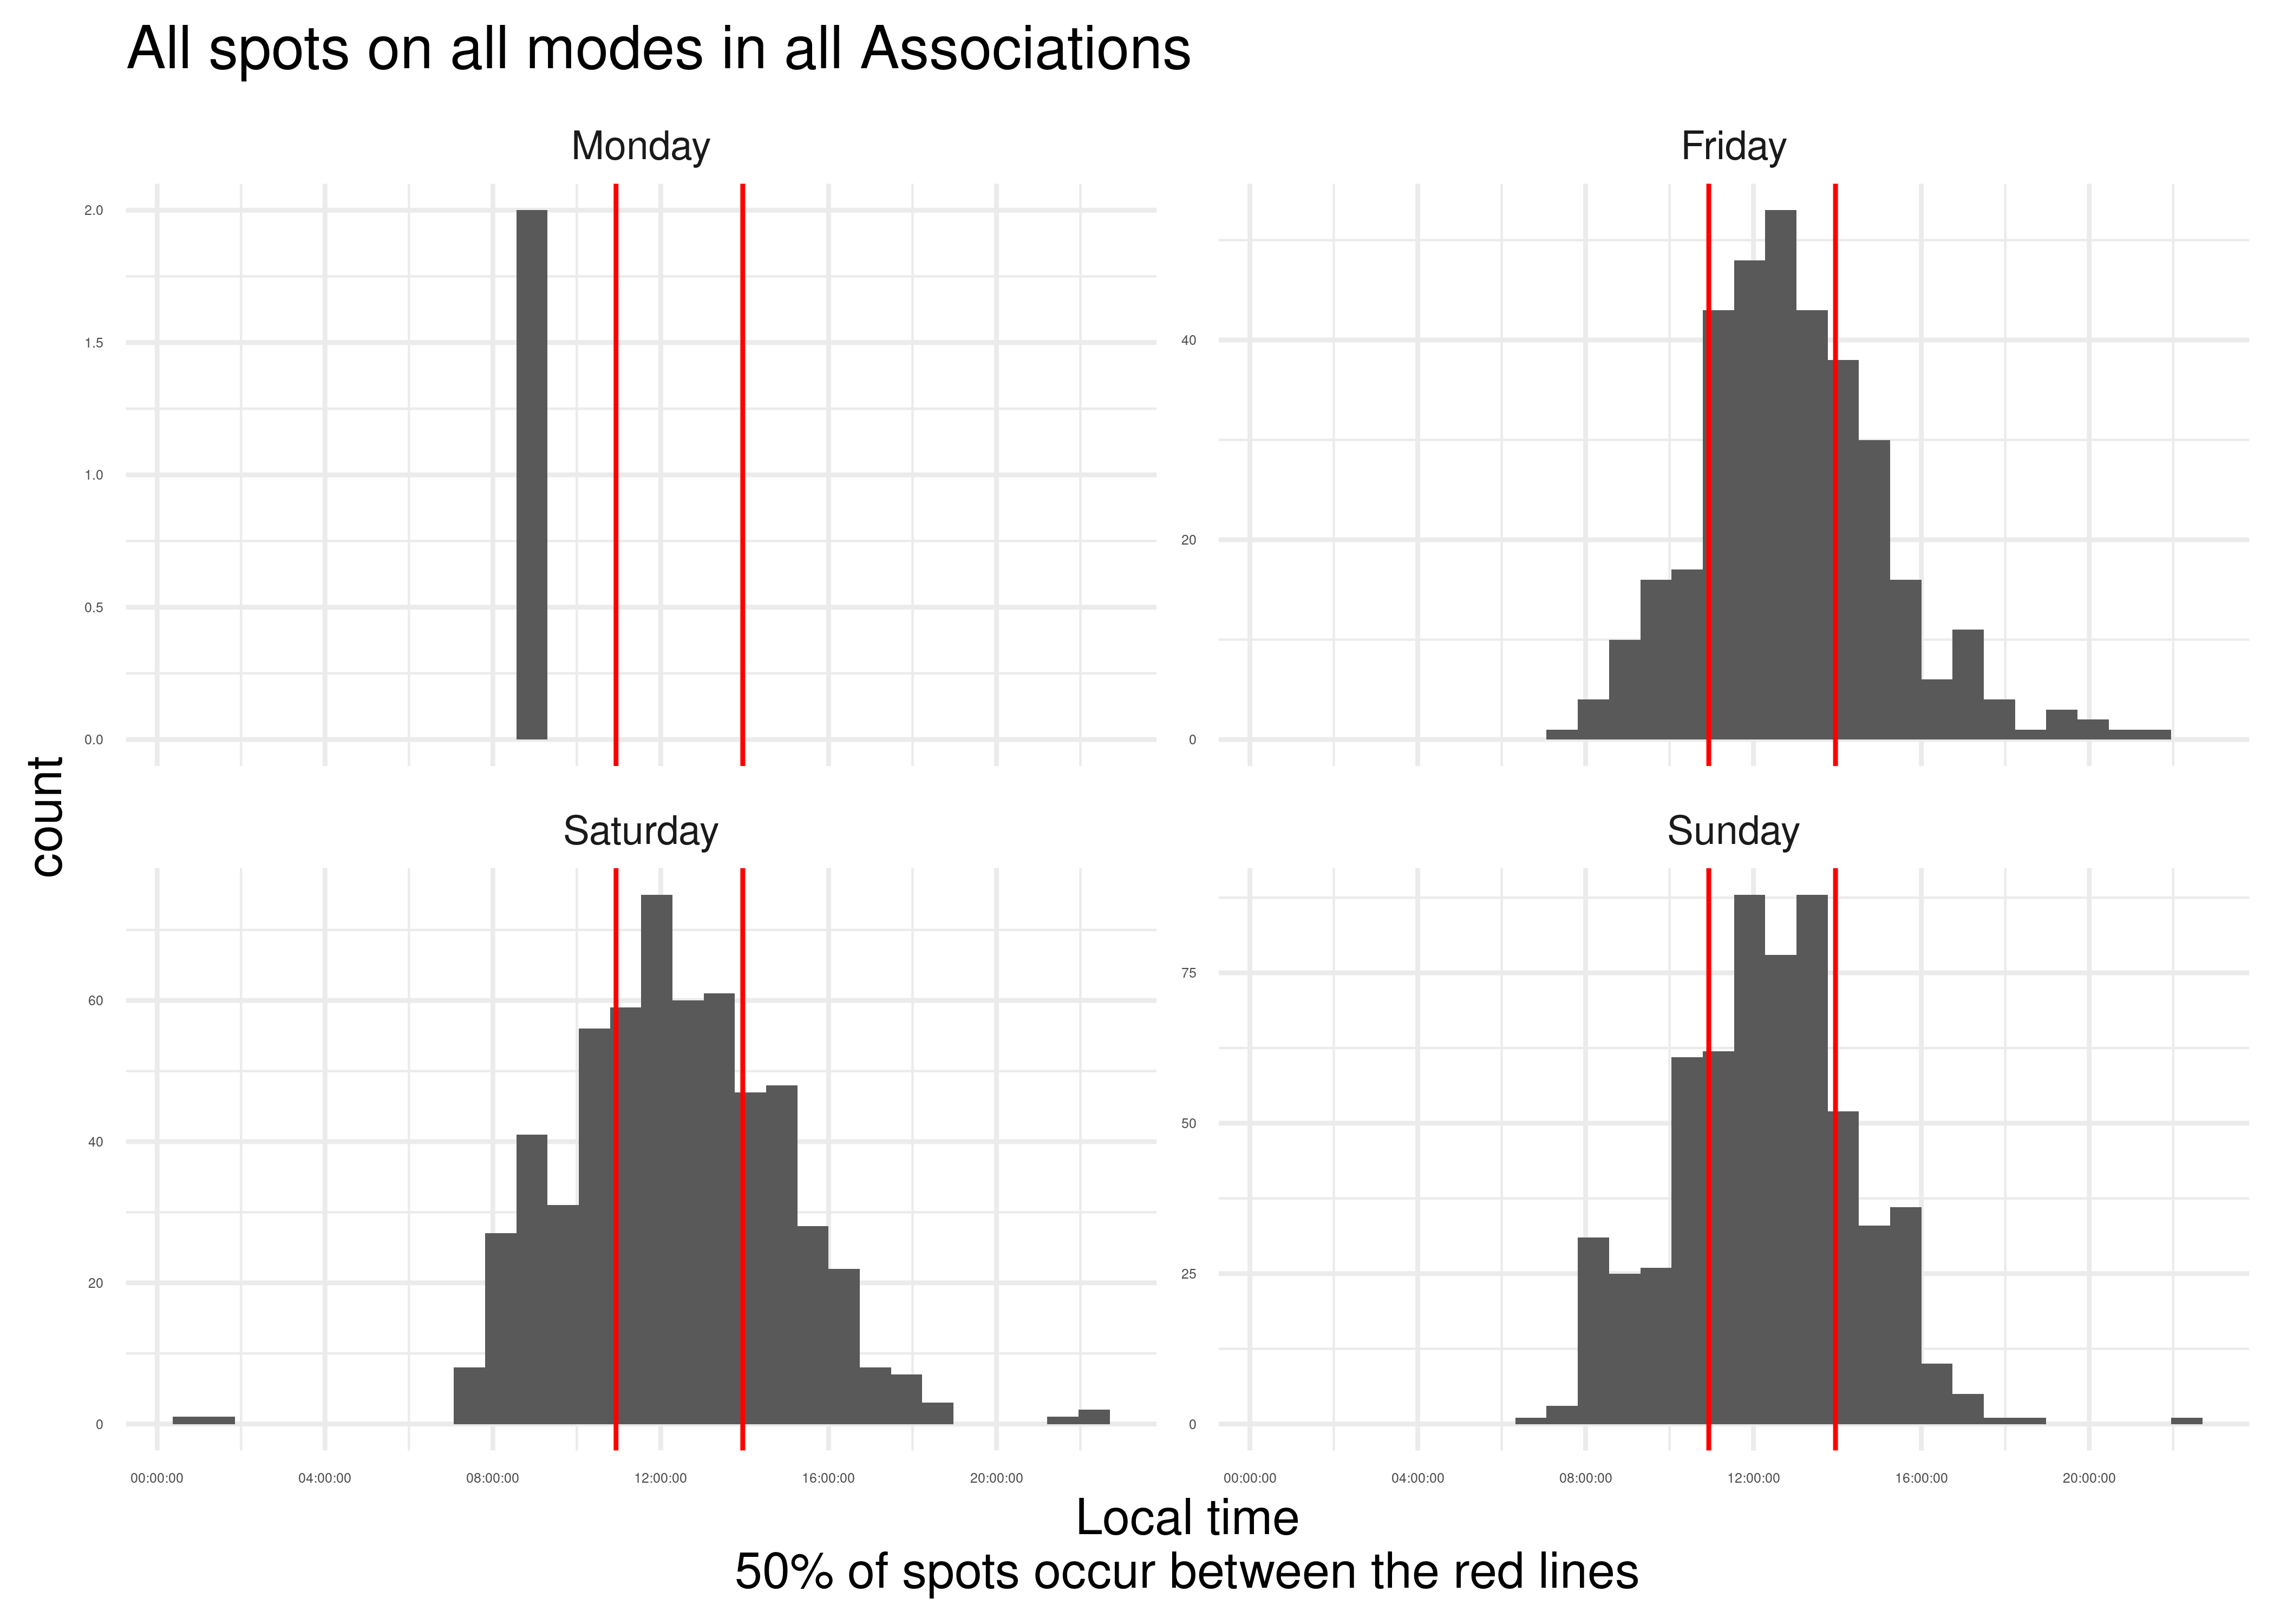 All spots on all modes in all Associations
Monday
Friday
2.0
1.5
1.0
0.5
0.0
40
20
0
count
Saturday
Sunday
60
40
20
0
75
50
25
0
00:00:00 04:00:00 08:00:00 12:00:00 16:00:00 20:00:00
00:00:00 04:00:00 08:00:00 12:00:00 16:00:00 20:00:00
Local time
50% of spots occur between the red lines